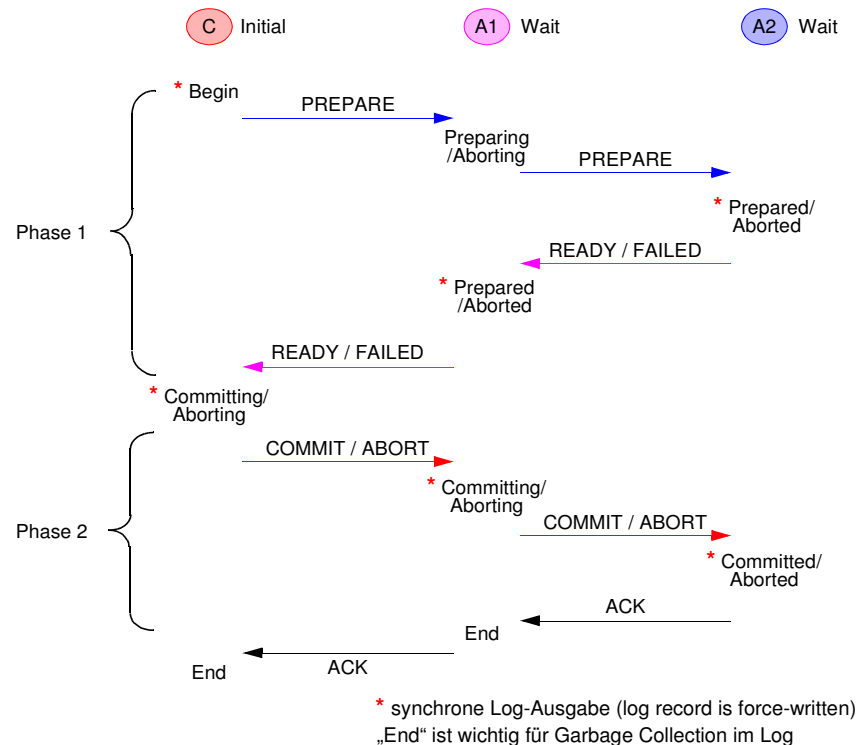 C Initial A1 Wait A2 Wait
* Begin
PREPARE
Preparing
/Aborting
PREPARE
* Prepared/
Aborted
Phase 1
READY / FAILED
* Prepared
/Aborted
READY / FAILED
* Committing/
Aborting
COMMIT / ABORT
* Committing/
Aborting
COMMIT / ABORT
Phase 2
* Committed/
Aborted
ACK
End
ACK
End
* synchrone Log-Ausgabe (log record is force-written)
„End“ ist wichtig für Garbage Collection im Log